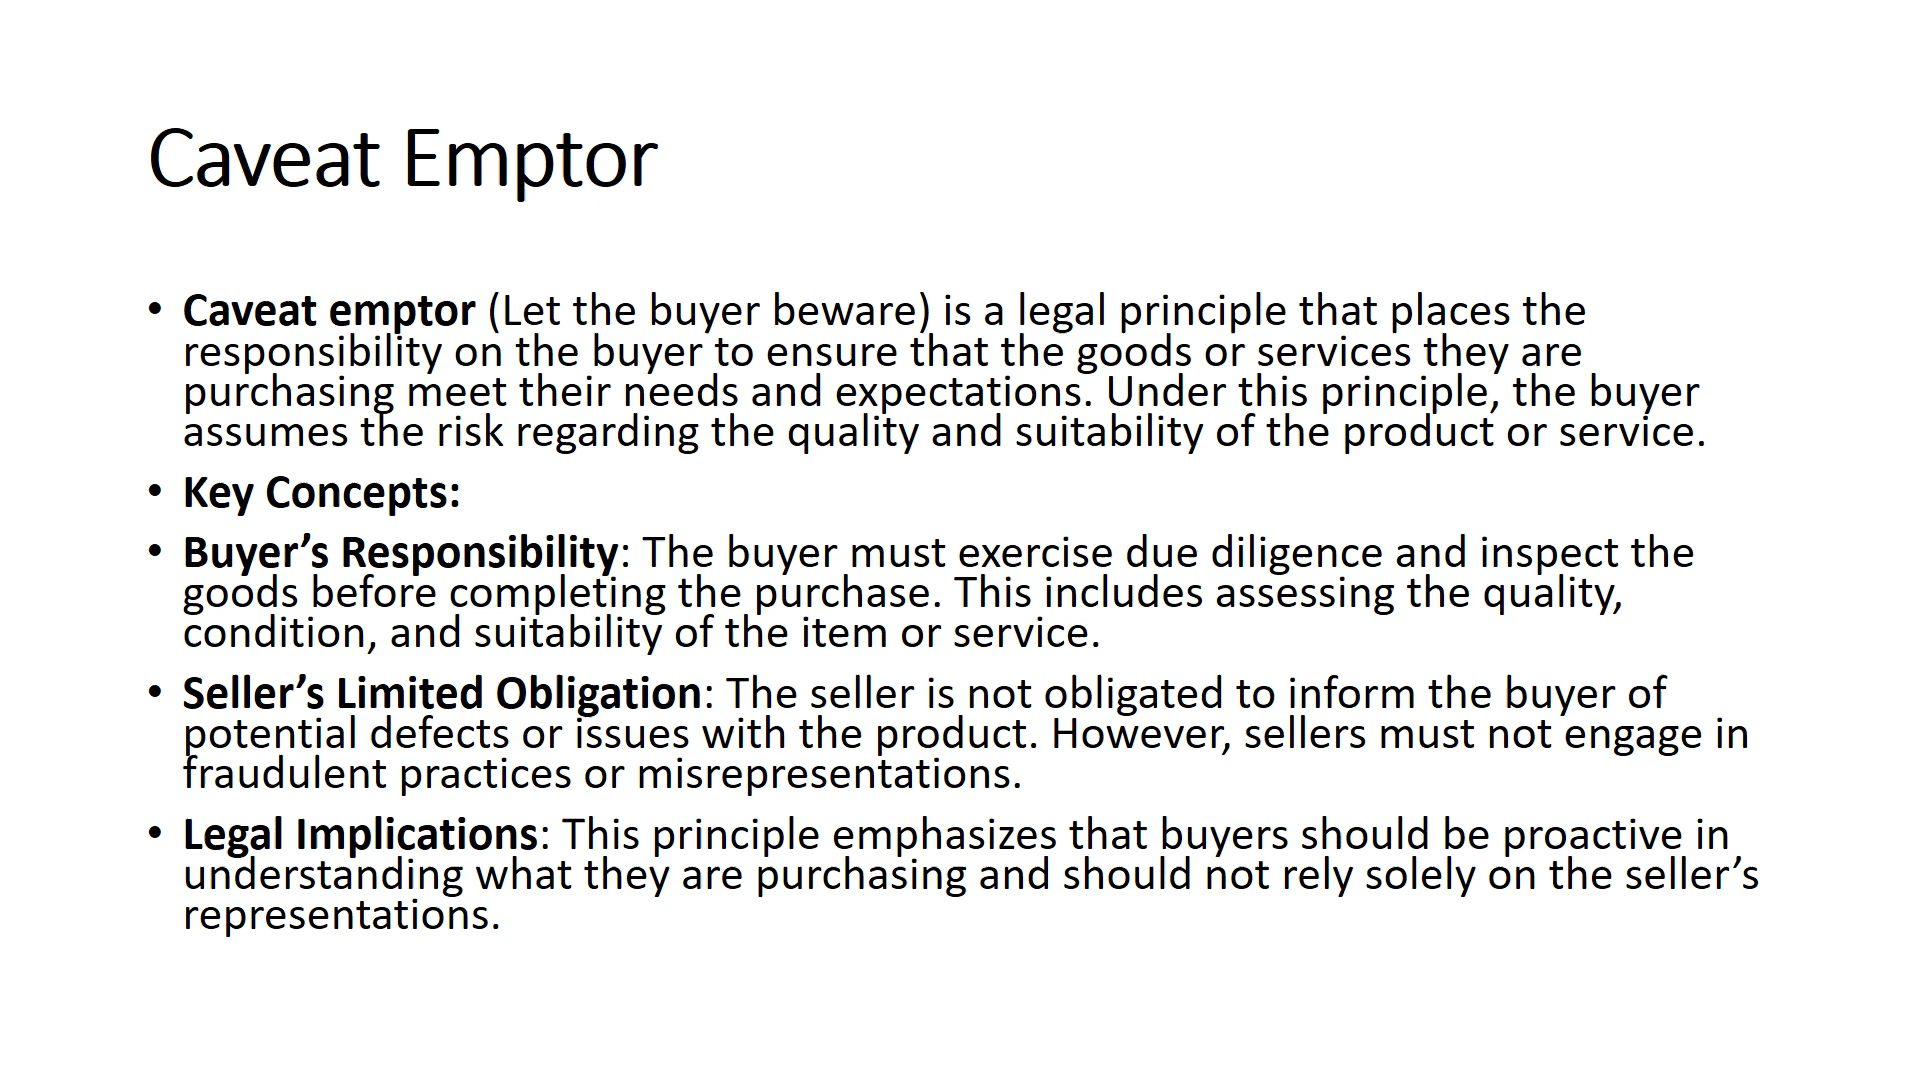 Caveat Emptor
• Caveat emptor (Let the buyer beware) is a legal principle that places the
responsibility on the buyer to ensure that the goods or services they are
purchasing meet their needs and expectations. Under this principle, the buyer
assumes the risk regarding the quality and suitability of the product or service.
• Key Concepts:
• Buyer’s Responsibility: The buyer must exercise due diligence and inspect the
goods before completing the purchase. This includes assessing the quality,
condition, and suitability of the item or service.
• Seller’s Limited Obligation: The seller is not obligated to inform the buyer of
potential defects or issues with the product. However, sellers must not engage in
fraudulent practices or misrepresentations.
• Legal Implications: This principle emphasizes that buyers should be proactive in
understanding what they are purchasing and should not rely solely on the seller’s
representations.